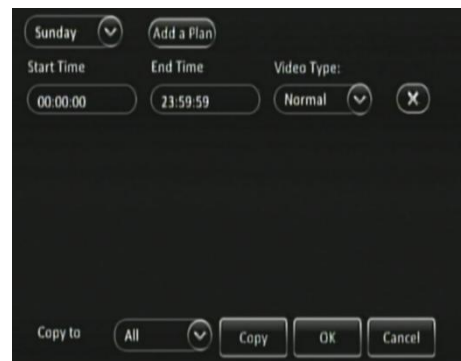 Sunday Add a Plan
Start Time End Time Video Type:
00:00:00 23:59:59 Normal X
Copy to All Copy OK Cancel